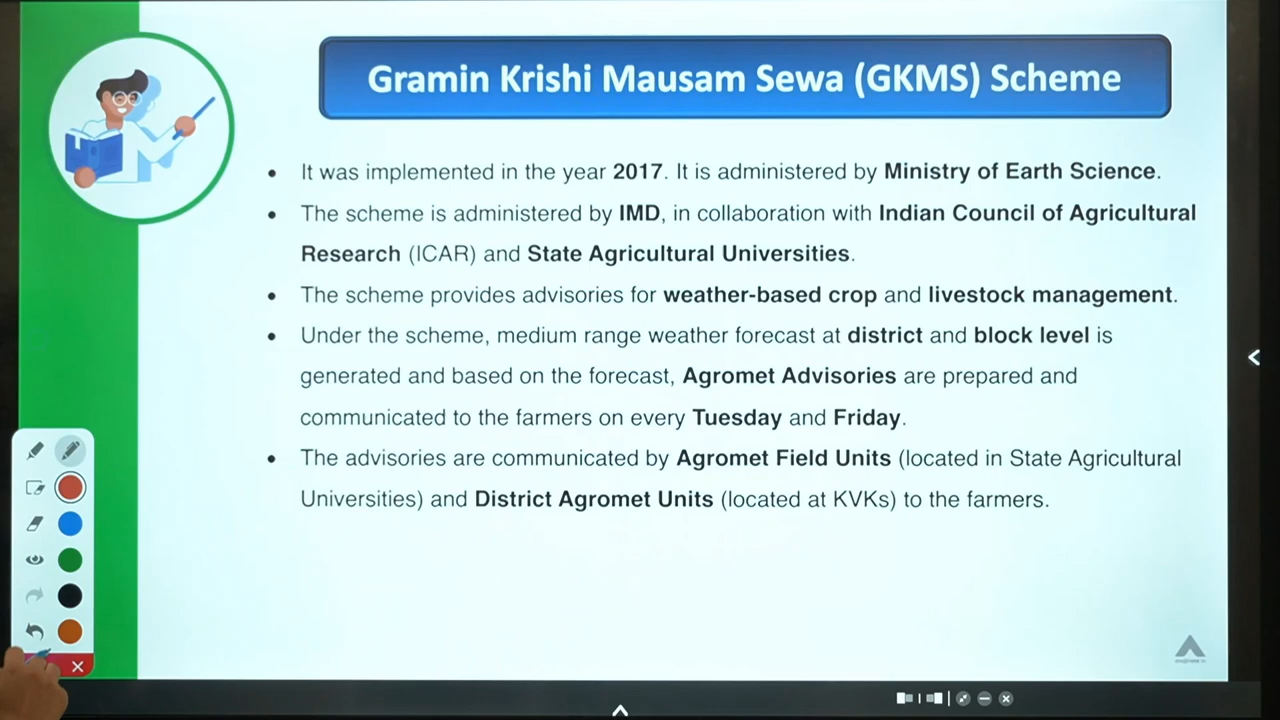 Gramin Krishi Mausam Sewa (GKMS) Scheme
• It was implemented in the year 2017. It is administered by Ministry of Earth Science.
• The scheme is administered by IMD, in collaboration with Indian Council of Agricultural
Research (ICAR) and State Agricultural Universities.
• The scheme provides advisories for weather-based crop and livestock management.
• Under the scheme, medium range weather forecast at district and block level is
generated and based on the forecast, Agromet Advisories are prepared and
communicated to the farmers on every Tuesday and Friday.
• The advisories are communicated by Agromet Field Units (located in State Agricultural
Universities) and District Agromet Units (located at KVKs) to the farmers.